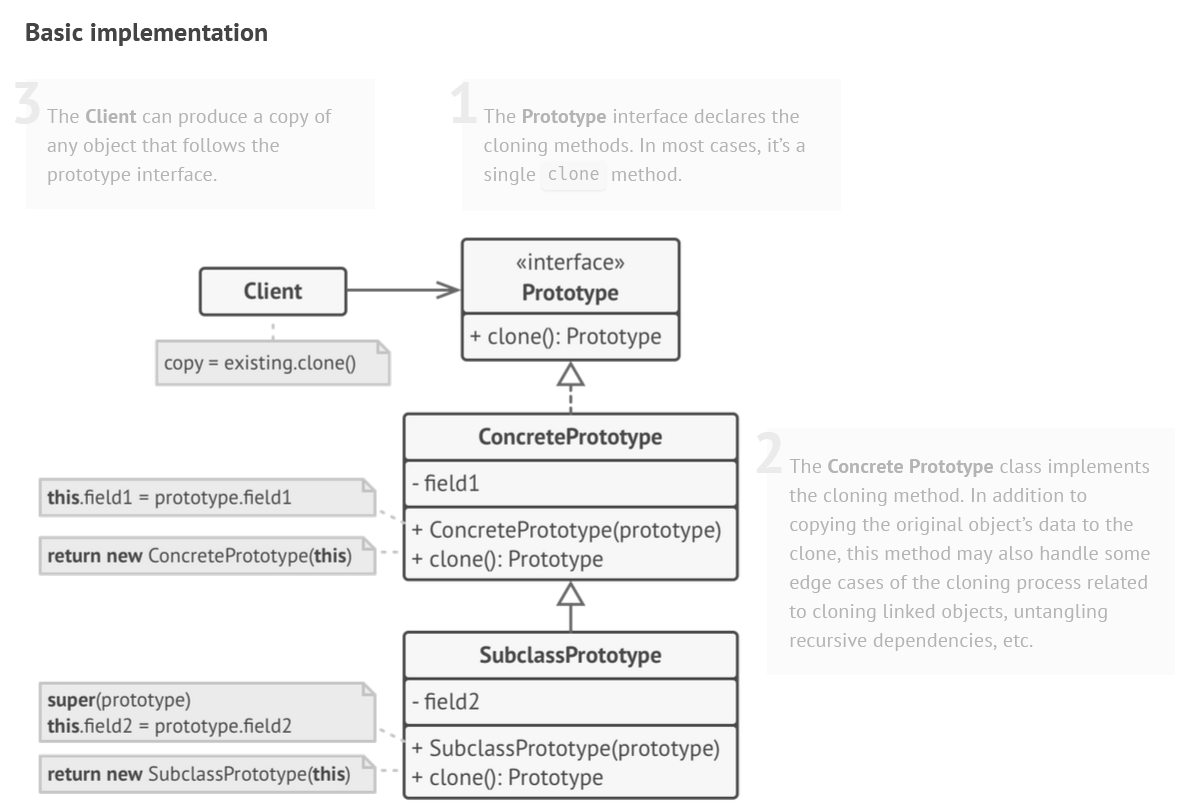 Basic implementation
3
The Client can produce a copy of
any object that follows the
prototype interface.
1
The Prototype interface declares the
cloning methods. In most cases, it’s a
single clone method.
Client
copy = existing.clone()
«interface»
Prototype
+ clone(): Prototype
ConcretePrototype
- field1
+ ConcretePrototype(prototype)
+ clone(): Prototype
this.field1 = prototype.field1
return new ConcretePrototype(this)
2
The Concrete Prototype class implements
the cloning method. In addition to
copying the original object’s data to the
clone, this method may also handle some
edge cases of the cloning process related
to cloning linked objects, untangling
recursive dependencies, etc.
SubclassPrototype
- field2
+ SubclassPrototype(prototype)
+ clone(): Prototype
super(prototype)
this.field2 = prototype.field2
return new SubclassPrototype(this)